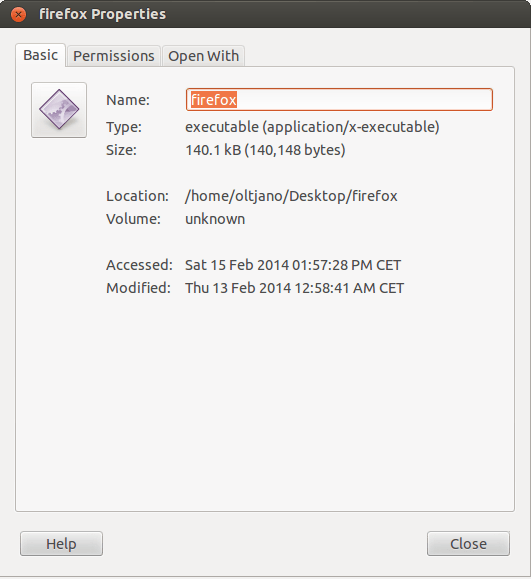 firefox Properties
Basic Permissions Open With
Name: firefox
Type: executable (application/x-executable)
Size: 140.1 kB (140,148 bytes)
Location: /home/oltjano/Desktop/firefox
Volume: unknown
Accessed: Sat 15 Feb 2014 01:57:28 PM CET
Modified: Thu 13 Feb 2014 12:58:41 AM CET
Help Close